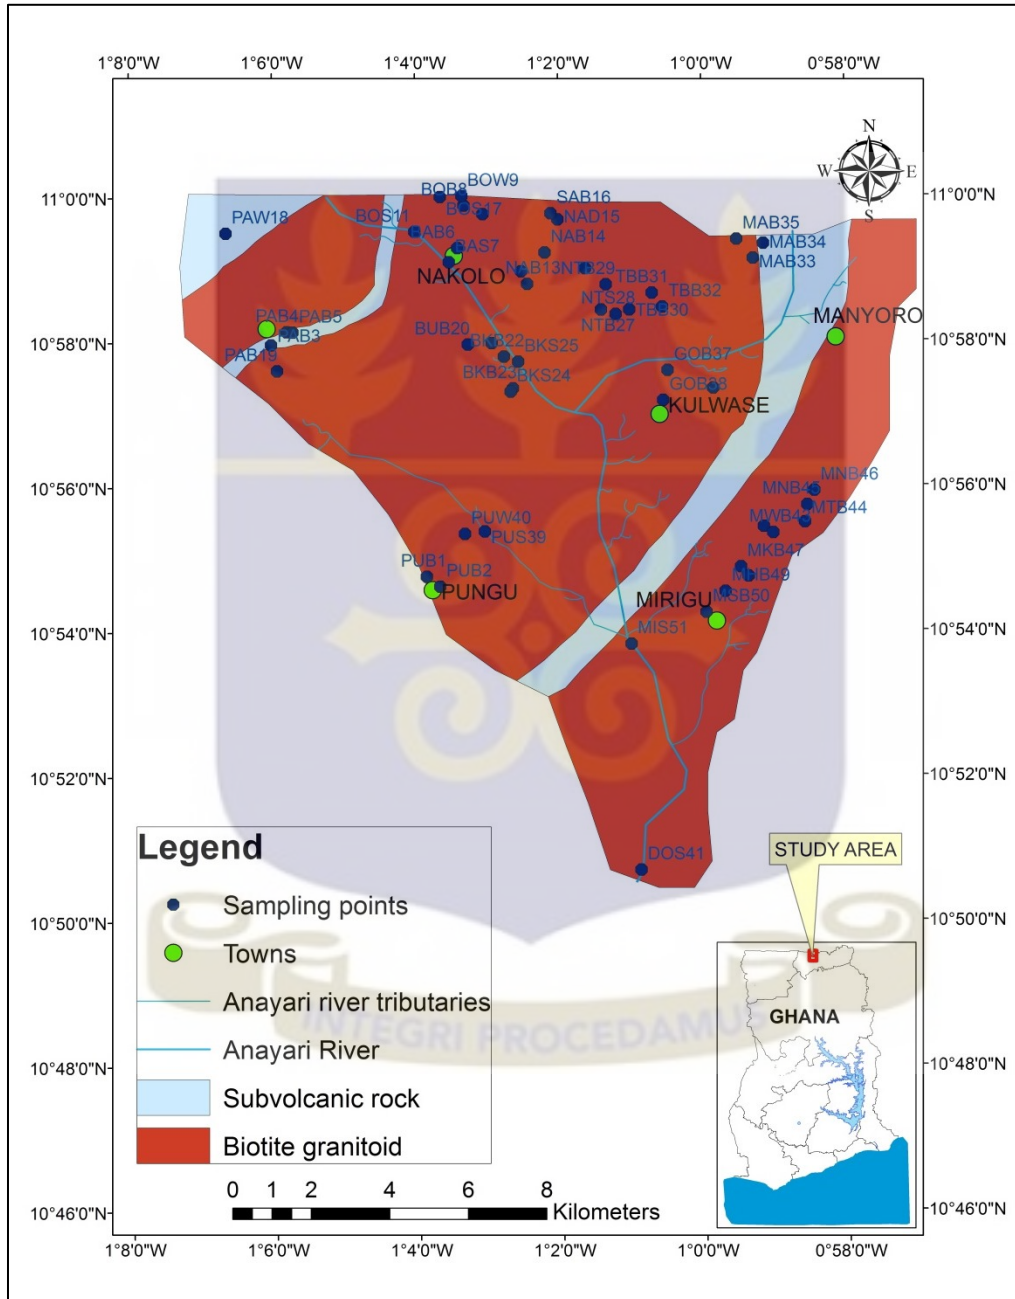 1°8'0"W 1°6'0"W 1°4'0"W 1°2'0"W 1°0'0"W 0°58'0"W
N
W E
S
11°0'0"N 11°0'0"N
BOB8 BOW9
BOS17
SAB16
NAD15
NAB14
PAW18
BOS11
BAB6
BAS7
NAKOLO
MAB35
MAB34
MAB33
NAB13 NTB29
TBB31
TBB32
NTS28
TBB30
NTB27
MANYORO
PAB4 PAB5
PAB3
10°58'0"N 10°58'0"N
PAB19
BUB20
BKB22
BKS25
BKB23 BKS24
GOB37
GOB38
KULWASE
10°56'0"N 10°56'0"N
MNB46
MNB45
MTB44
PUW40
PUS39
MKB47
PUB1
PUB2
PUNGU
MHB49
MIRIGU
MSB50
10°54'0"N 10°54'0"N
MIS51
10°52'0"N 10°52'0"N
DOS41
STUDY AREA
10°50'0"N 10°50'0"N
Legend
Sampling points
Towns
Anayari river tributaries
Anayari River
Subvolcanic rock
Biotite granitoid
GHANA
INTEGRI PROCEDAMUS
10°48'0"N 10°48'0"N
0 1 2 4 6 8
Kilometers
10°46'0"N 10°46'0"N
1°8'0"W 1°6'0"W 1°4'0"W 1°2'0"W 1°0'0"W 0°58'0"W